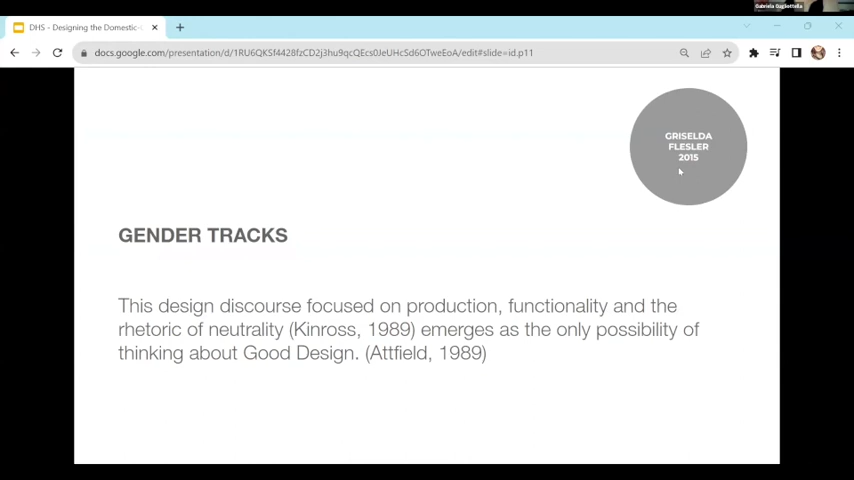 Gabriela Gugliottella
DHS - Designing the Domestic-
docs.google.com/presentation/d/1RU6QKSf4428fzCD2j3hu9qcQEcs0JeUHcSd6OTweEoA/edit#slide=id.p11
GRISELDA
FLESLER
2015
GENDER TRACKS
This design discourse focused on production, functionality and the
rhetoric of neutrality (Kinross, 1989) emerges as the only possibility of
thinking about Good Design. (Attfield, 1989)